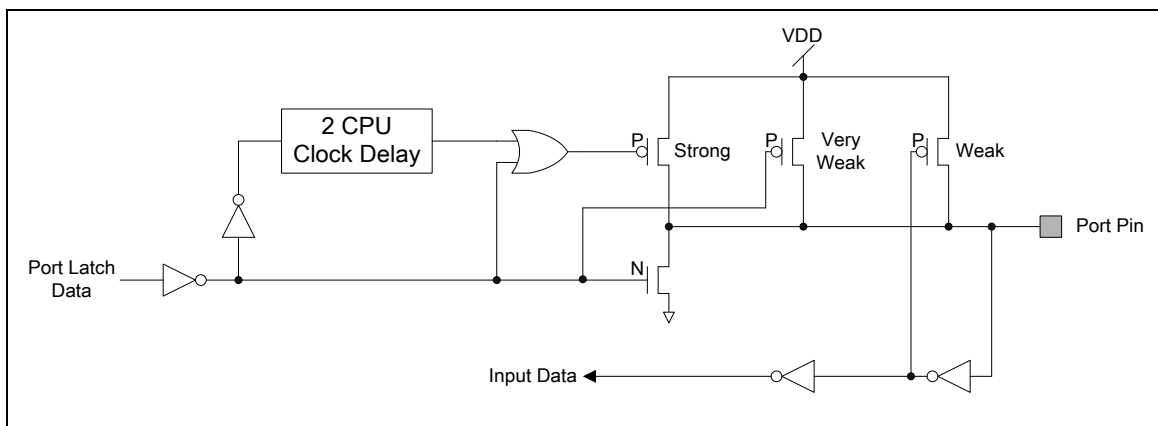 VDD
2 CPU
Clock Delay
P
Strong
P
Very
Weak
P
Weak
Port Pin
Port Latch
Data
N
Input Data